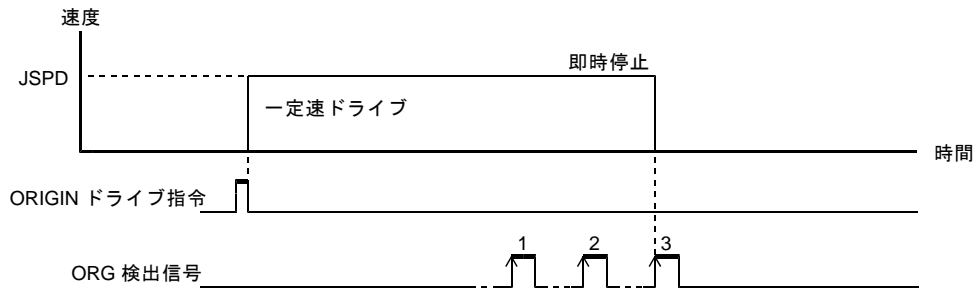 速度
JSPD
即時停止
一定速ドライブ
時間
ORIGIN ドライブ指令
1 2 3
ORG 検出信号